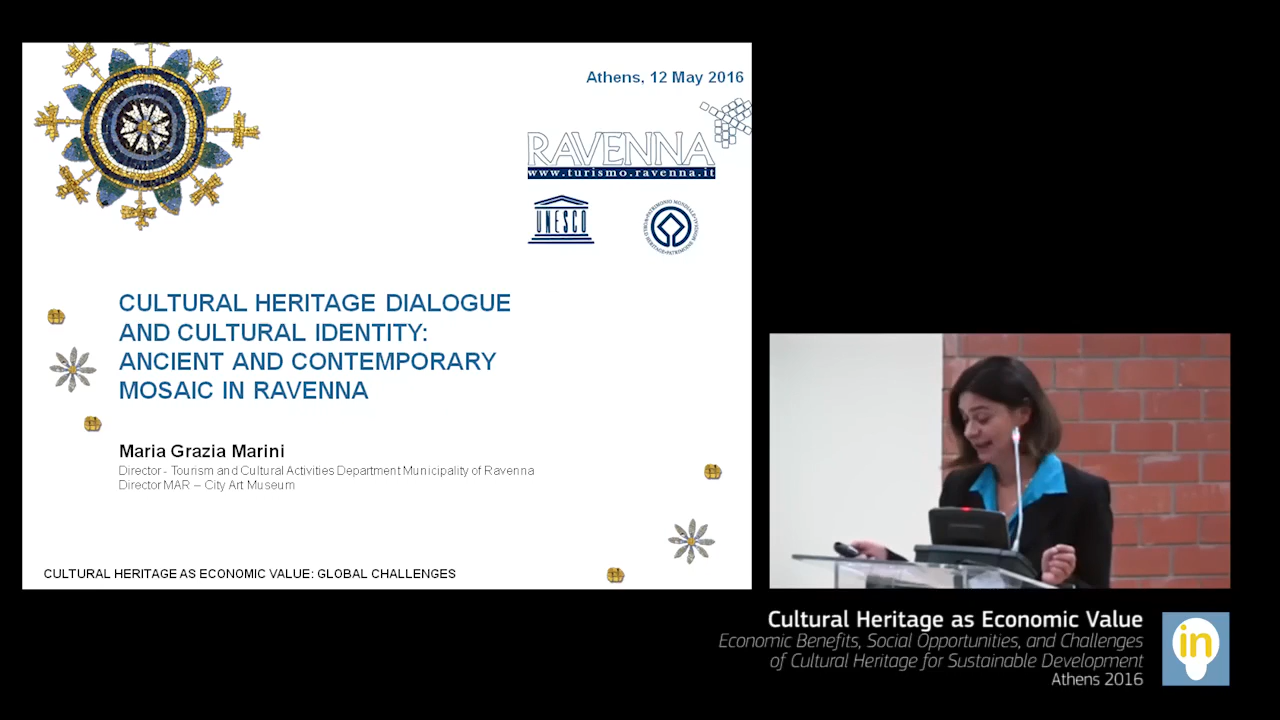 Athens, 12 May 2016
RAVENNA
www.turismo.ravenna.it
UNESCO
CULTURAL HERITAGE DIALOGUE
AND CULTURAL IDENTITY:
ANCIENT AND CONTEMPORARY
MOSAIC IN RAVENNA
Maria Grazia Marini
Director - Tourism and Cultural Activities Department Municipality of Ravenna
Director MAR – City Art Museum
CULTURAL HERITAGE AS ECONOMIC VALUE: GLOBAL CHALLENGES
Cultural Heritage as Economic Value
Economic Benefits, Social Opportunities, and Challenges
of Cultural Heritage for Sustainable Development
Athens 2016
in